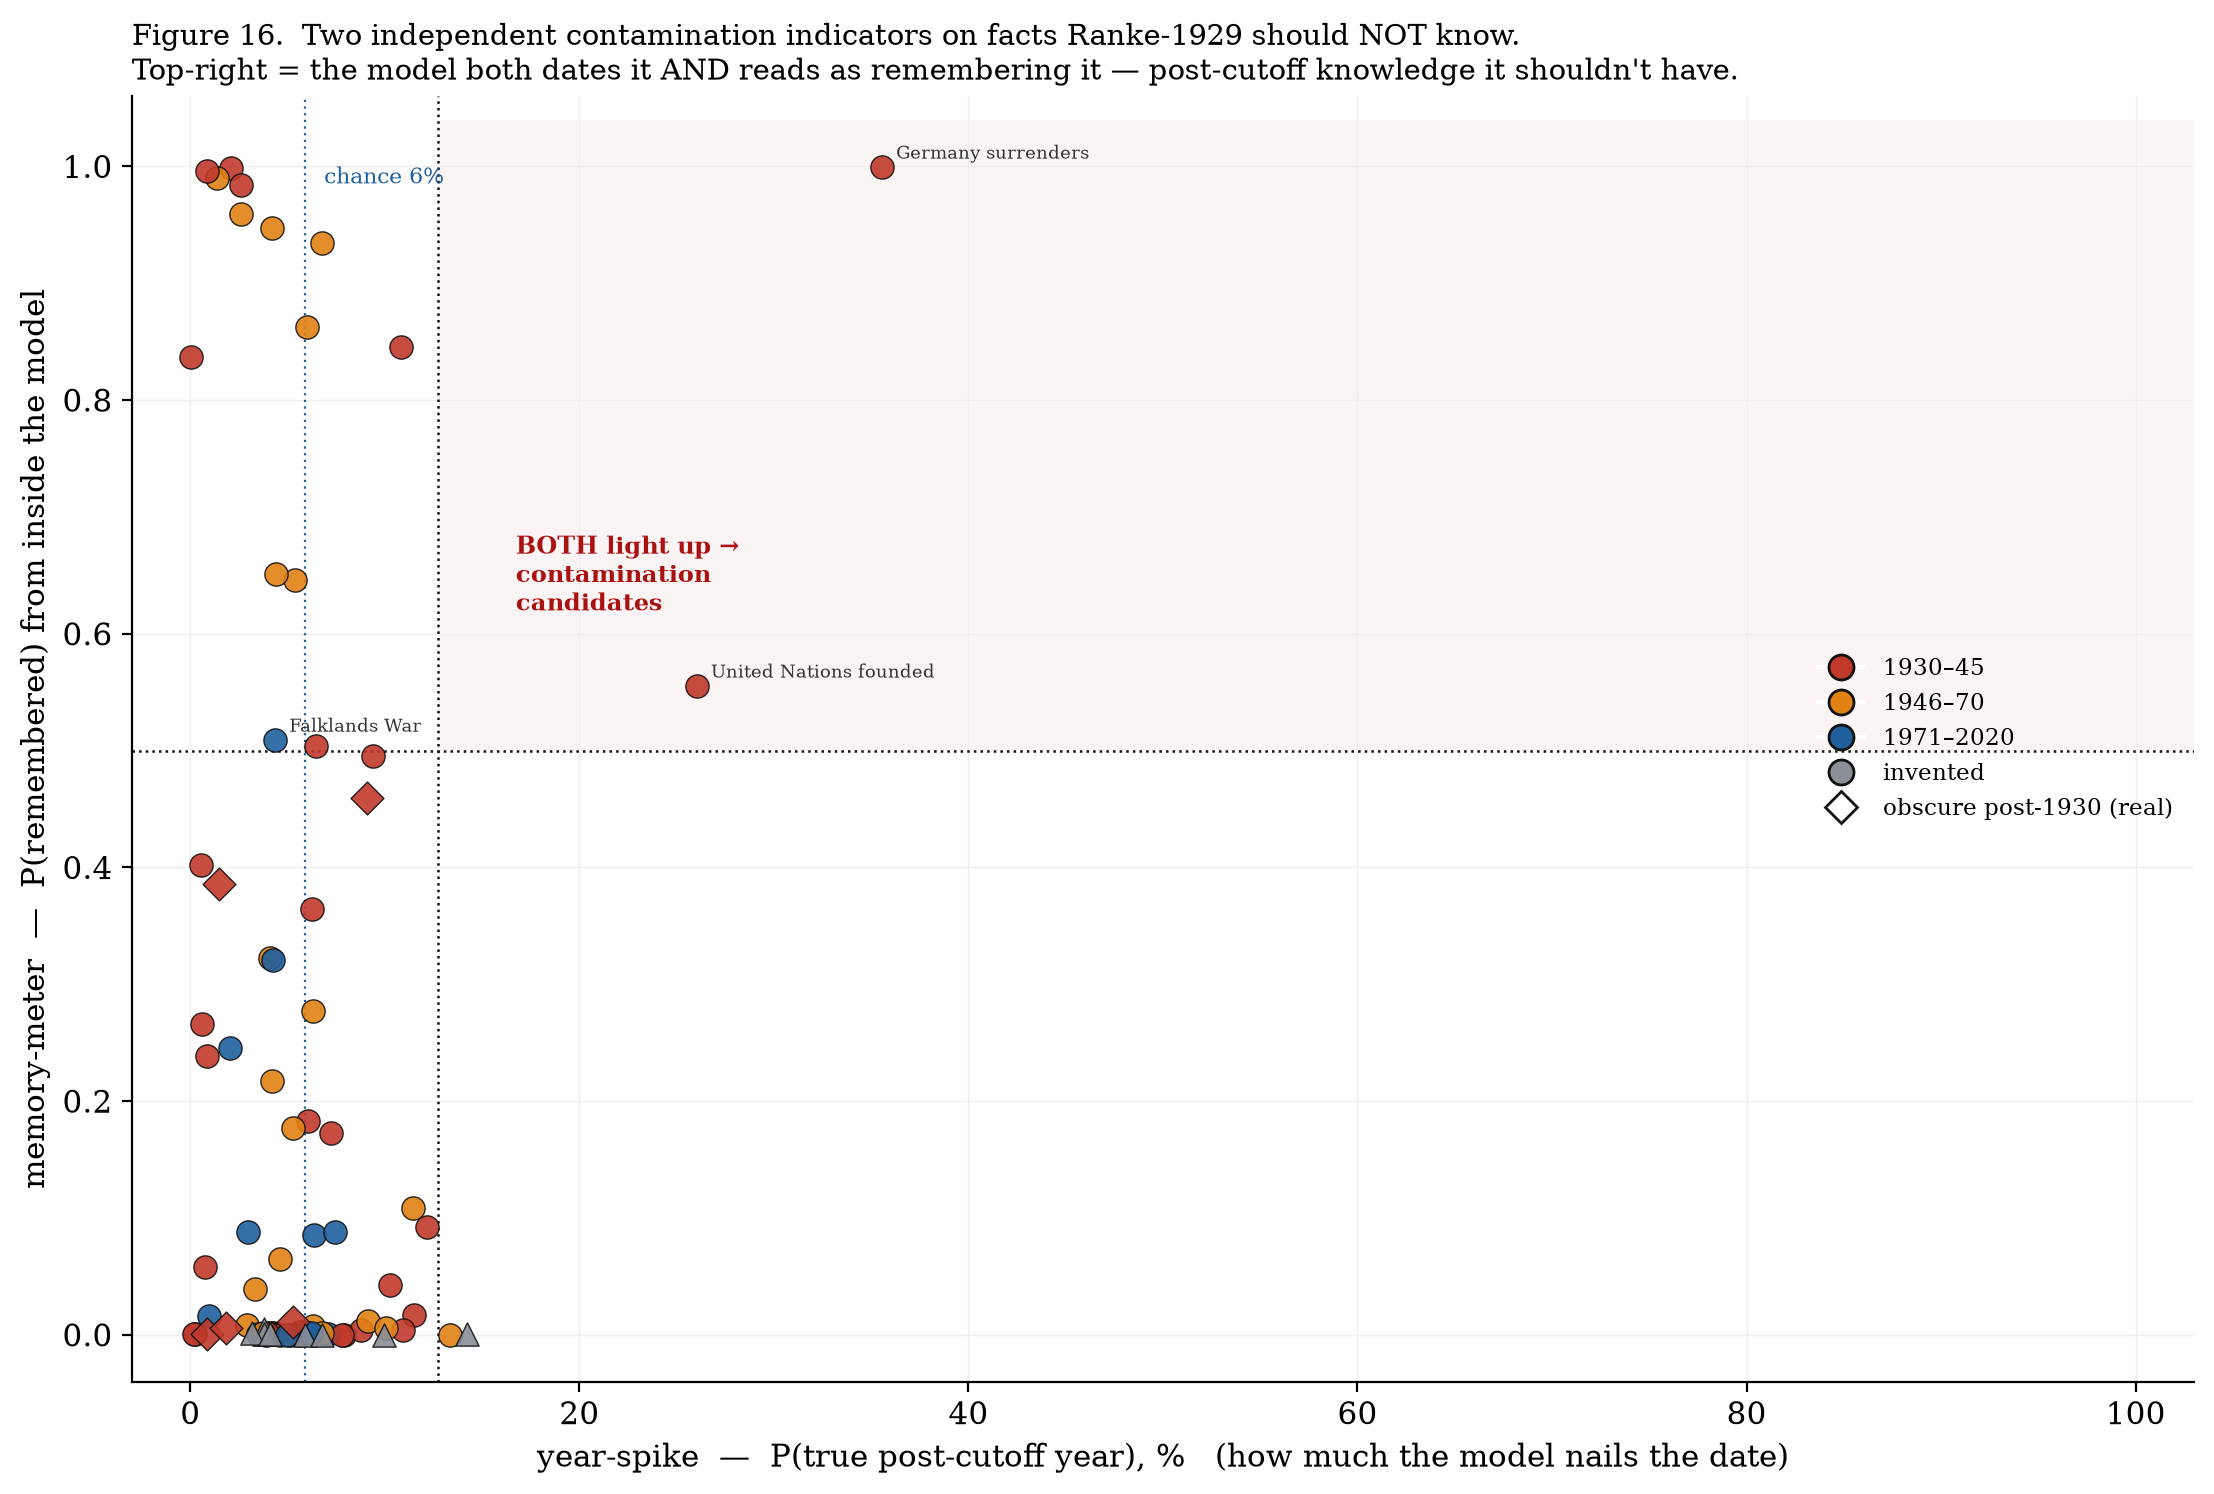 Figure 16.  Two independent contamination indicators on facts Ranke-1929 should NOT know.
Top-right = the model both dates it AND reads as remembering it — post-cutoff knowledge it shouldn't have.
memory-meter  —  P(remembered) from inside the model
1.0
0.8
0.6
0.4
0.2
0.0
chance 6%
Germany surrenders
BOTH light up →
contamination
candidates
United Nations founded
Falklands War
1930–45
1946–70
1971–2020
invented
obscure post-1930 (real)
0
20
40
60
80
100
year-spike  —  P(true post-cutoff year), %   (how much the model nails the date)